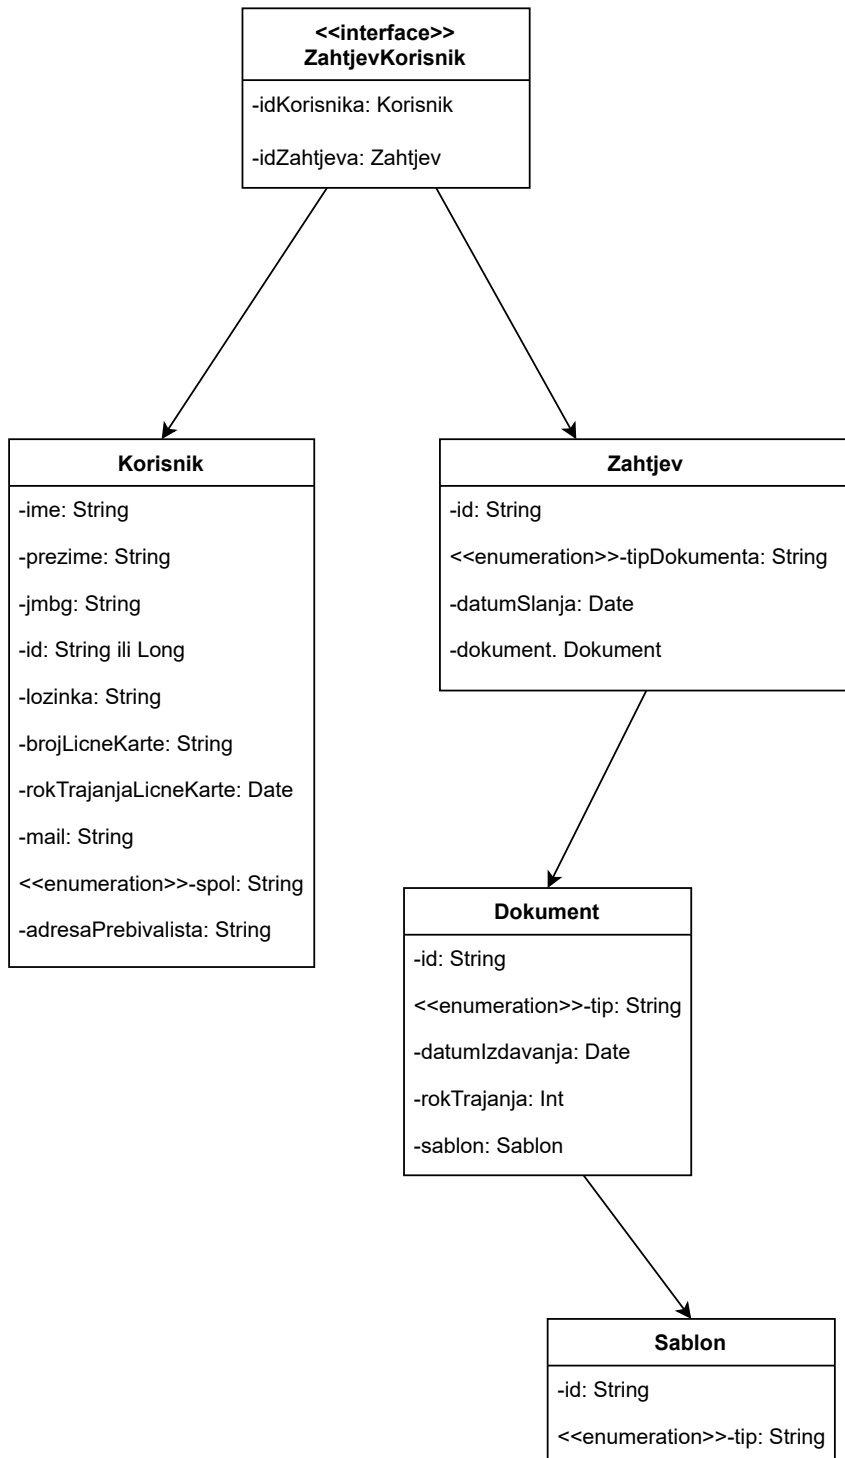 <<interface>>
ZahtjevKorisnik
-idKorisnika: Korisnik
-idZahtjeva: Zahtjev
Korisnik
-ime: String
-prezime: String
-jmbg: String
-id: String ili Long
-lozinka: String
-brojLicneKarte: String
-rokTrajanjaLicneKarte: Date
-mail: String
<<enumeration>>-spol: String
-adresaPrebivalista: String
Zahtjev
-id: String
<<enumeration>>-tipDokumenta: String
-datumSlanja: Date
-dokument. Dokument
Dokument
-id: String
<<enumeration>>-tip: String
-datumIzdavanja: Date
-rokTrajanja: Int
-sablon: Sablon
Sablon
-id: String
<<enumeration>>-tip: String